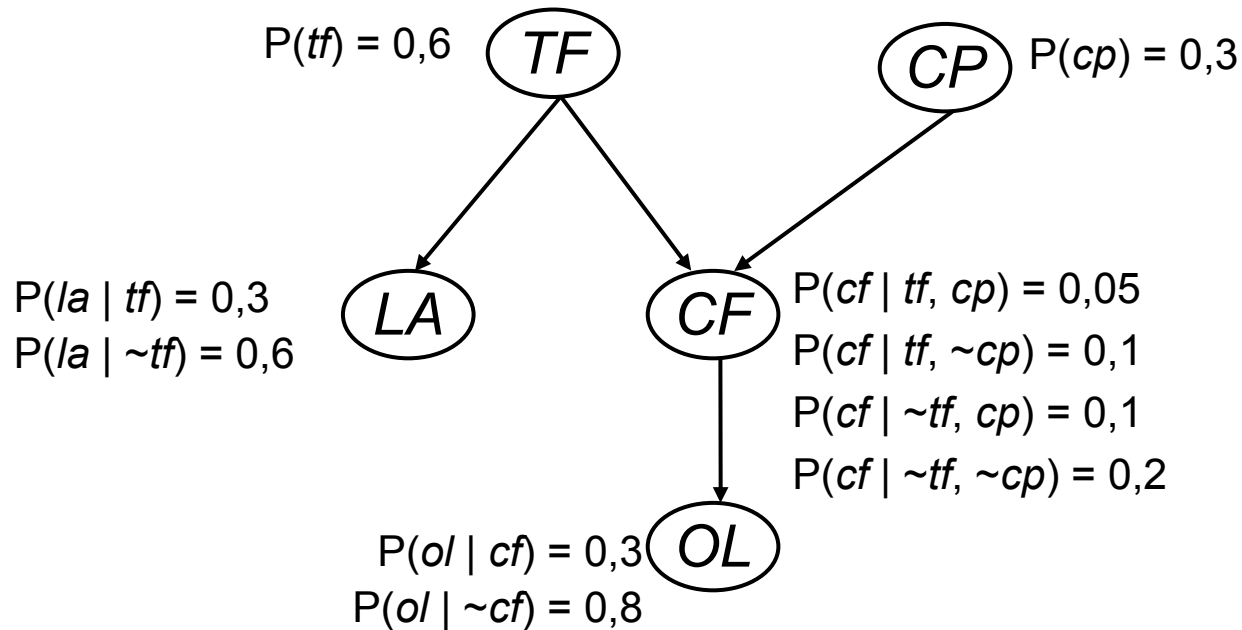 P(tf) = 0,6
TF
CP
P(cp) = 0,3
P(la | tf) = 0,3
P(la | ~tf) = 0,6
LA
CF
P(cf | tf, cp) = 0,05
P(cf | tf, ~cp) = 0,1
P(cf | ~tf, cp) = 0,1
P(cf | ~tf, ~cp) = 0,2
P(ol | cf) = 0,3
P(ol | ~cf) = 0,8
OL